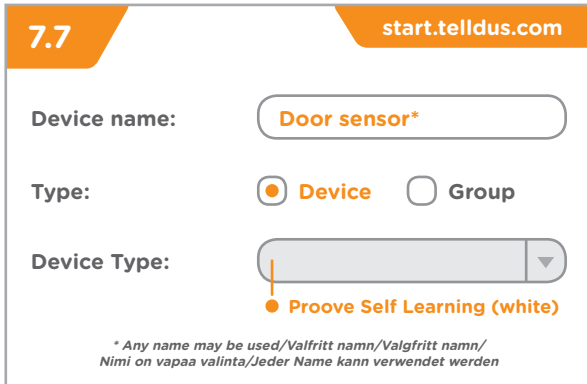 7.7
start.telldus.com
Device name:
Door sensor*
Type:
Device
Group
Device Type:
Proove Self Learning (white)
* Any name may be used/Valfritt namn/Valgfritt namn/
Nimi on vapaa valinta/Jeder Name kann verwendet werden